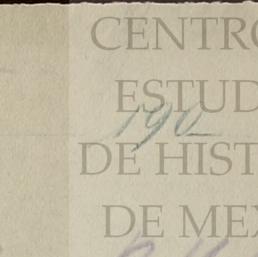 CENTRO
ESTUD
190
DE HIST
DE MEX